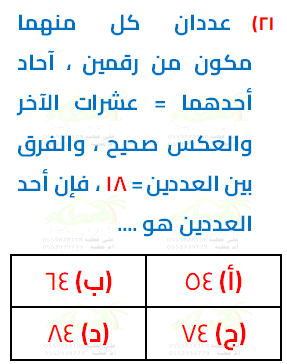 (٢١ عددان كل منهما
مكون من رقمين ، آحاد
أحدهما = عشرات الآخر
والعكس صحيح ، والفرق
بين العددين = ١٨ ، فإن أحد
العددين هو ....
(أ) ٥٤ (ب) ٦٤
(ج) ٧٤ (د) ٨٤